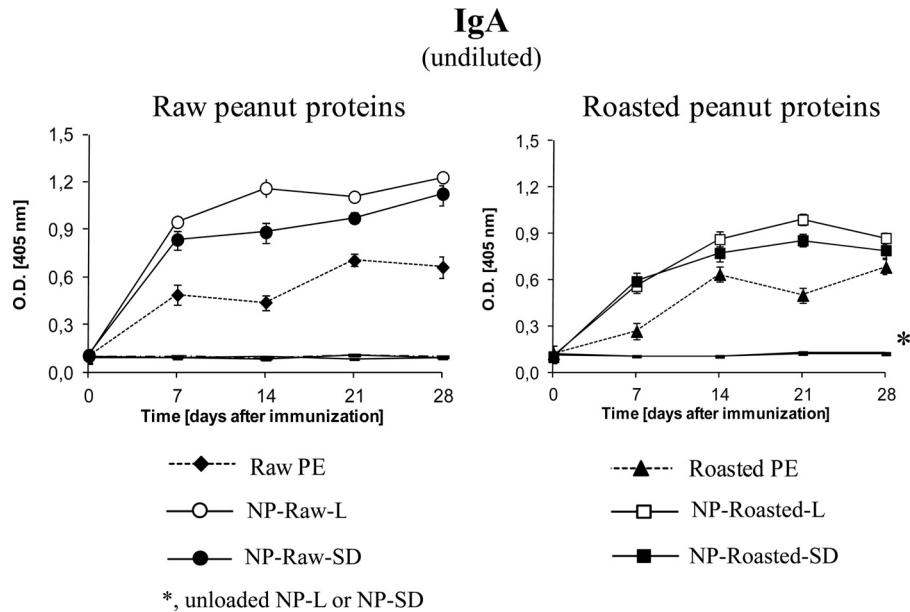 IgA
(undiluted)
Raw peanut proteins
1,5
1,2
0,9
0,6
0,3
0,0
O.D. [405 nm]
0 7 14 21 28
Time [days after immunization]
Roasted peanut proteins
1,5
1,2
0,9
0,6
0,3
0,0
O.D. [405 nm]
*
0 7 14 21 28
Time [days after immunization]
Raw PE
NP-Raw-L
NP-Raw-SD
*, unloaded NP-L or NP-SD
Roasted PE
NP-Roasted-L
NP-Roasted-SD